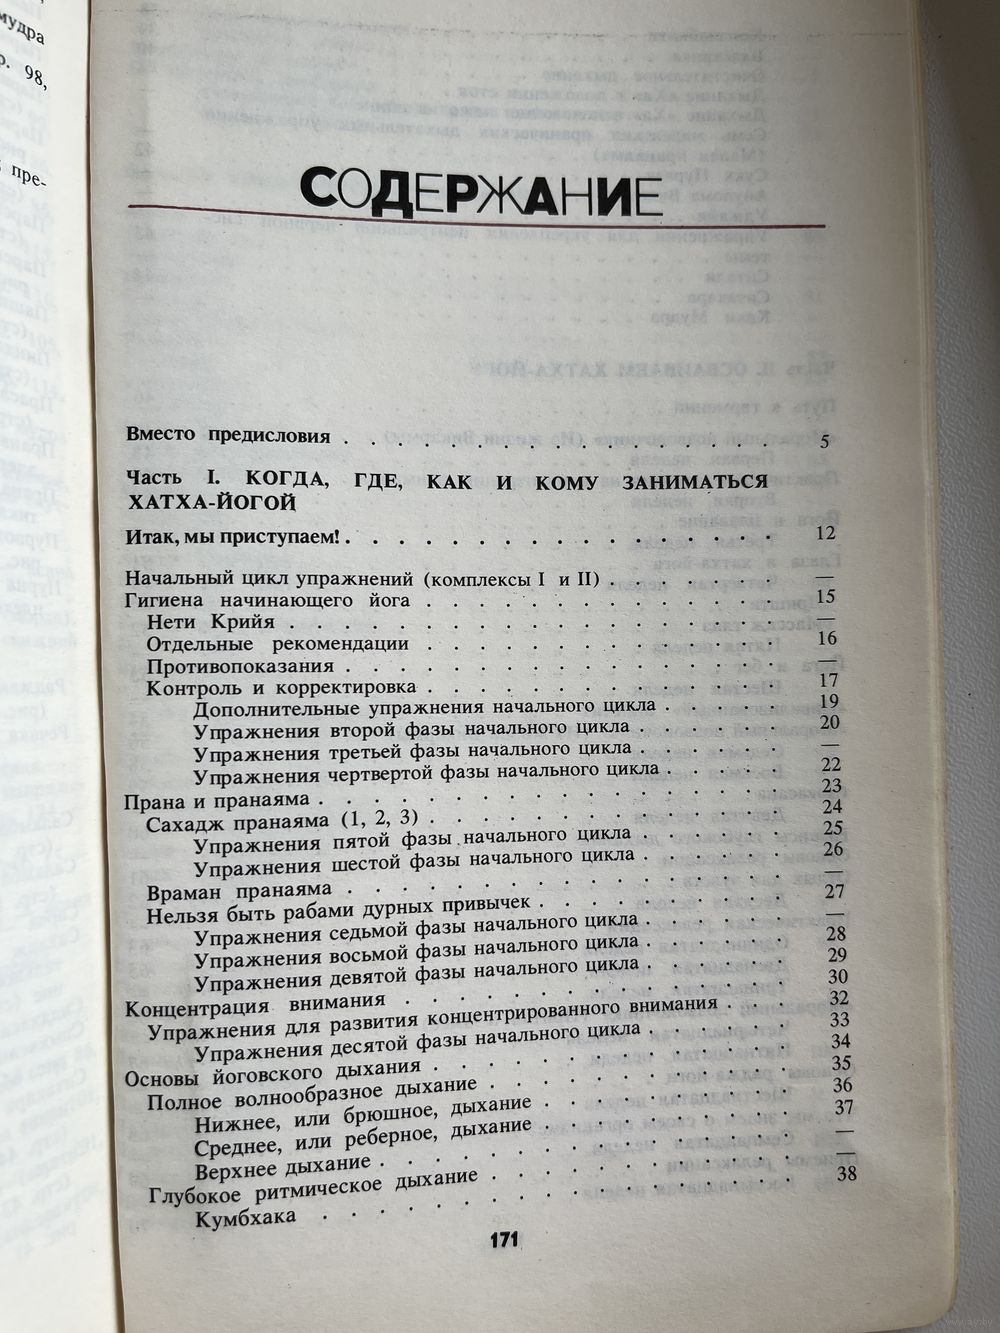 мудра
р. 98,
пре-
СОДЕРЖАНИЕ
Вместо предисловия . . . . . . . . . . . . . . . . 5
Часть I. КОГДА, ГДЕ, КАК И КОМУ ЗАНИМАТЬСЯ
ХАТХА-ЙОГОЙ
Итак, мы приступаем! . . . . . . . . . . . . . . . . 12
Начальный цикл упражнений (комплексы I и II) . . . . . . —
Гигиена начинающего йога . . . . . . . . . . . . . 15
Нети Крийя . . . . . . . . . . . . . . . . . —
Отдельные рекомендации . . . . . . . . . . . . . 16
Противопоказания . . . . . . . . . . . . . . . . —
Контроль и корректировка . . . . . . . . . . . . . 17
Дополнительные упражнения начального цикла . . . . . 19
Упражнения второй фазы начального цикла . . . . . . 20
Упражнения третьей фазы начального цикла . . . . . . —
Упражнения чертвертой фазы начального цикла . . . . . 22
Прана и пранаяма . . . . . . . . . . . . . . . . . 23
Сахадж пранаяма (1, 2, 3) . . . . . . . . . . . . . 24
Упражнения пятой фазы начального цикла . . . . . . 25
Упражнения шестой фазы начального цикла . . . . . . 26
Враман пранаяма . . . . . . . . . . . . . . . . —
Нельзя быть рабами дурных привычек . . . . . . . . . 27
Упражнения седьмой фазы начального цикла . . . . . . —
Упражнения восьмой фазы начального цикла . . . . . . 28
Упражнения девятой фазы начального цикла . . . . . . 29
Концентрация внимания . . . . . . . . . . . . . . 30
Упражнения для развития концентрированного внимания . . . 32
Упражнения десятой фазы начального цикла . . . . . . 33
Основы йоговского дыхания . . . . . . . . . . . . . 34
Полное волнообразное дыхание . . . . . . . . . . . 35
Нижнее, или брюшное, дыхание . . . . . . . . . 36
Среднее, или реберное, дыхание . . . . . . . . . 37
Верхнее дыхание . . . . . . . . . . . . . . . —
Глубокое ритмическое дыхание . . . . . . . . . . . —
Кумбхака . . . . . . . . . . . . . . . . . 38
171
www.ay.by